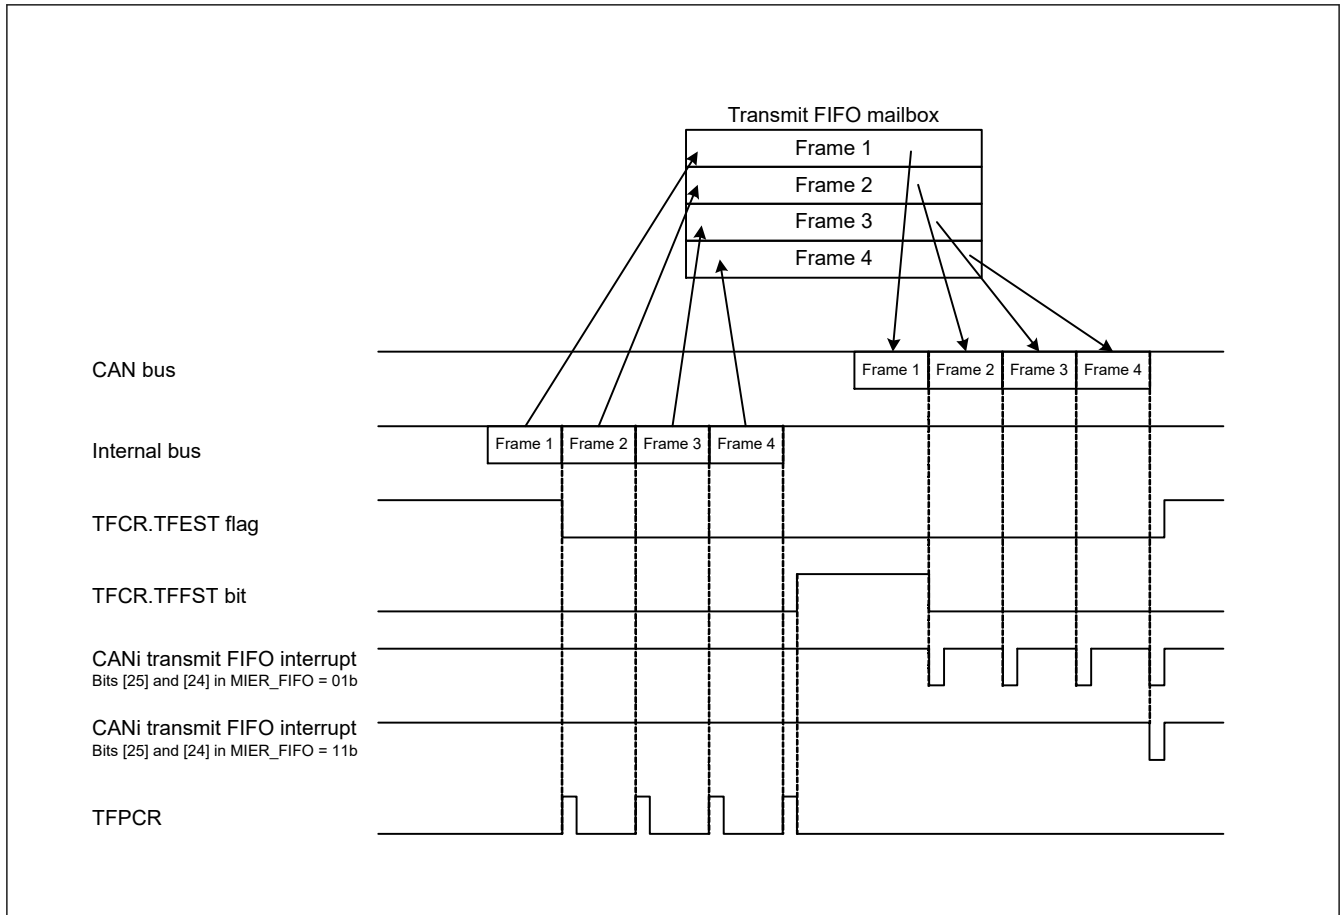 Transmit FIFO mailbox
Frame 1
Frame 2
Frame 3
Frame 4
CAN bus
Frame 1 Frame 2 Frame 3 Frame 4
Internal bus
Frame 1 Frame 2 Frame 3 Frame 4
TFCR.TFEST flag
TFCR.TFFST bit
CANi transmit FIFO interrupt
Bits [25] and [24] in MIER_FIFO = 01b
CANi transmit FIFO interrupt
Bits [25] and [24] in MIER_FIFO = 11b
TFPCR